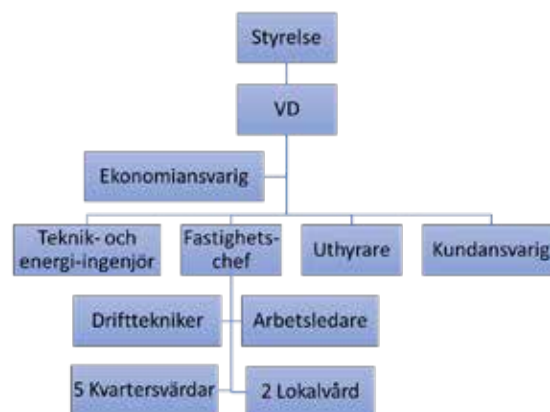 Styrelse
VD
Ekonomiansvarig
Teknik- och
energi-ingenjör
Fastighets-
chef
Uthyrare
Kundansvarig
Drifttekniker
Arbetsledare
5 Kvartersvärdar
2 Lokalvård